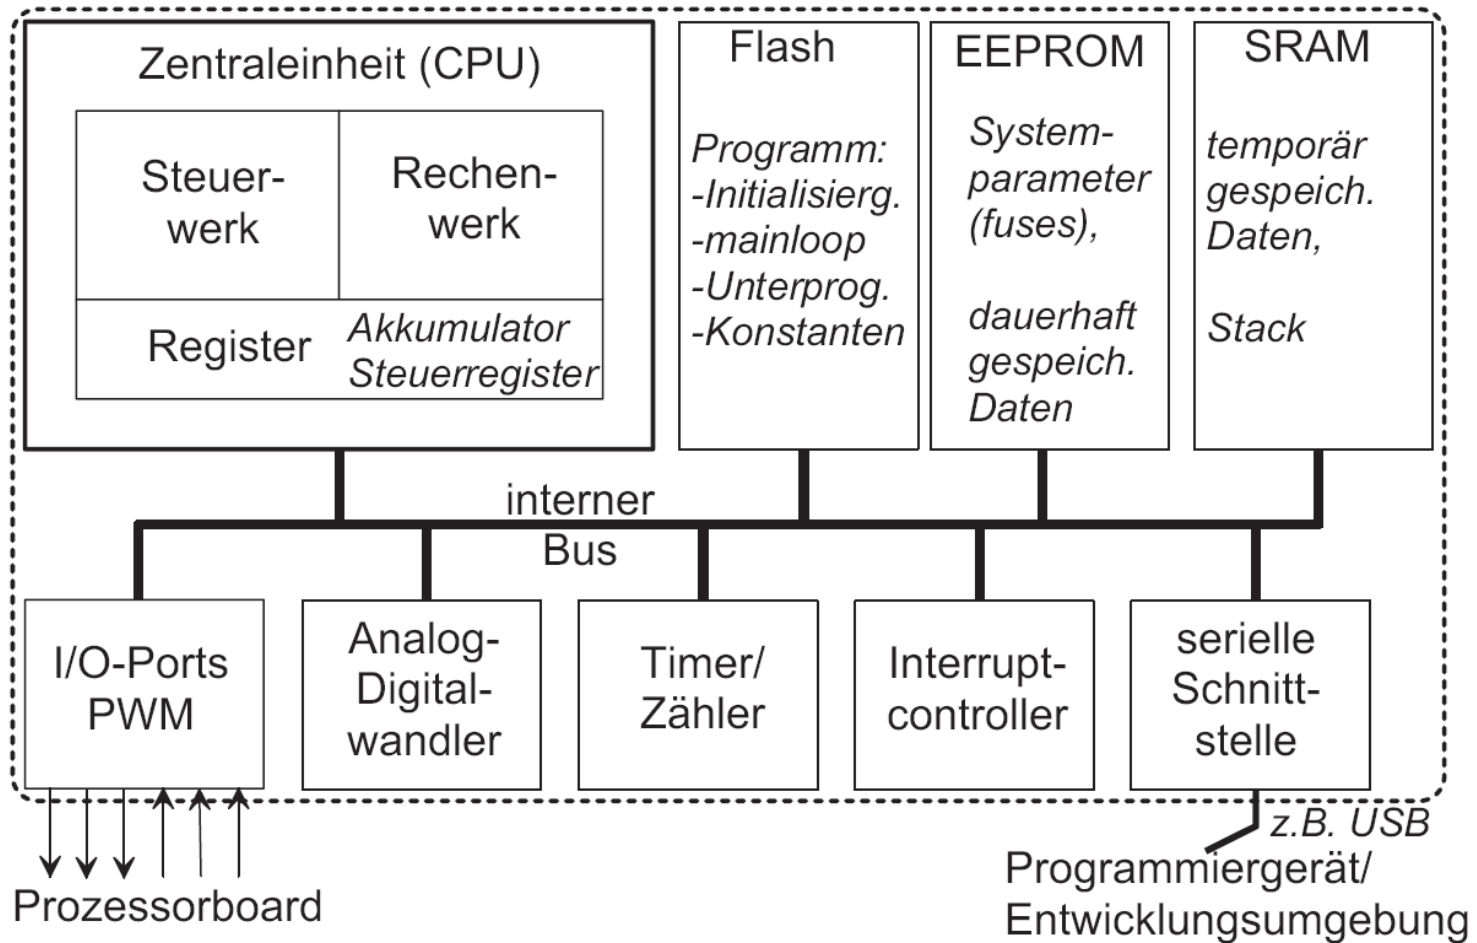 Zentraleinheit (CPU)
Steuer-
werk
Rechen-
werk
Register
Akkumulator
Steuerregister
Flash
Programm:
-Initialisierg.
-mainloop
-Unterprog.
-Konstanten
EEPROM
System-
parameter
(fuses),
dauerhaft
gespeich.
Daten
SRAM
temporär
gespeich.
Daten,
Stack
interner
Bus
I/O-Ports
PWM
Analog-
Digital-
wandler
Timer/
Zähler
Interrupt-
controller
serielle
Schnitt-
stelle
Prozessorboard
z.B. USB
Programmiergerät/
Entwicklungsumgebung